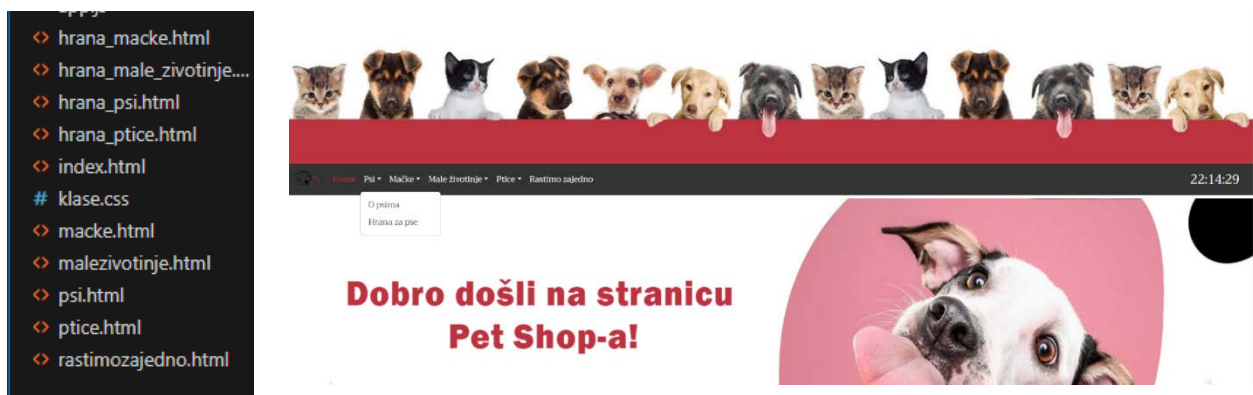 hrana_macke.html
hrana_male_zivotinje....
hrana_psi.html
hrana_ptice.html
index.html
# klase.css
macke.html
malezivotinje.html
psi.html
ptice.html
rastimozajedno.html
Home Psi Mačke Male životinje Ptice Rastimo zajedno 22:14:29
O psima
Hrana za pse
Dobro došli na stranicu
Pet Shop-a!